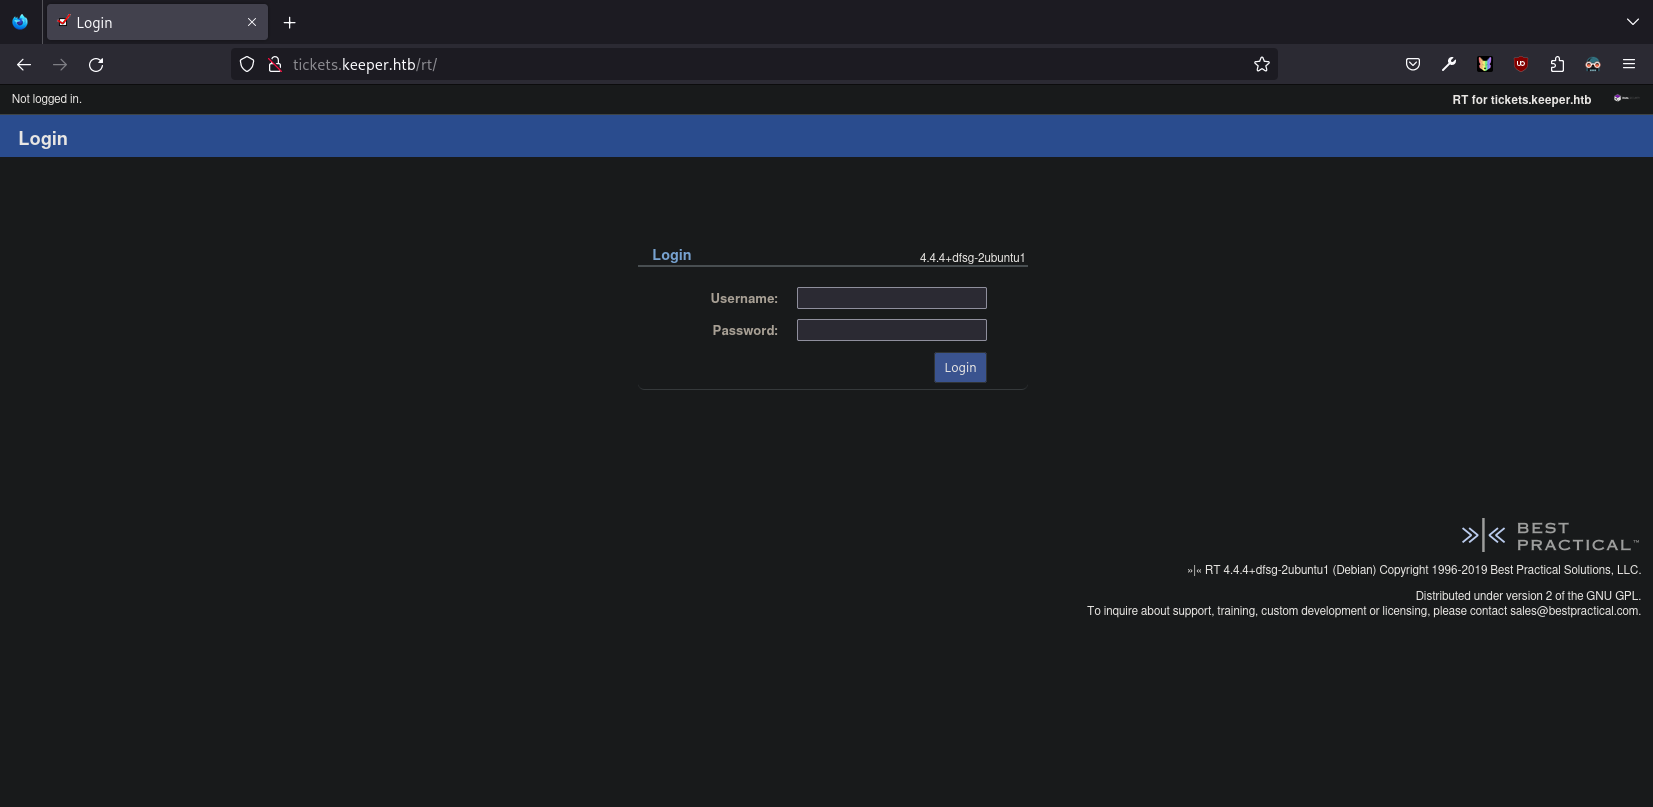 Login
tickets.keeper.htb/rt/
Not logged in.
RT for tickets.keeper.htb
Login
Login
4.4.4+dfsg-2ubuntu1
Username:
Password:
Login
BEST
PRACTICAL™
»|« RT 4.4.4+dfsg-2ubuntu1 (Debian) Copyright 1996-2019 Best Practical Solutions, LLC.
Distributed under version 2 of the GNU GPL.
To inquire about support, training, custom development or licensing, please contact sales@bestpractical.com.